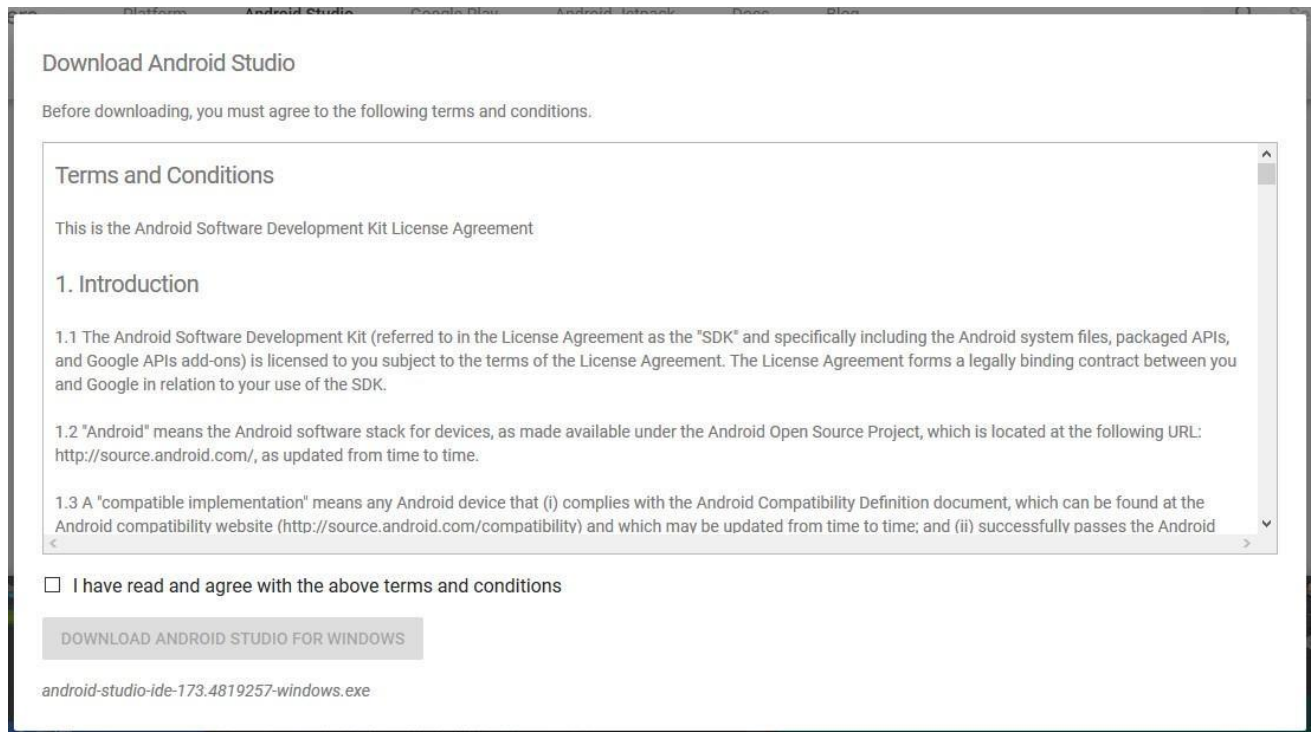 Platform Android Studio Google Play Android Jetpack Docs Blog
Download Android Studio
Before downloading, you must agree to the following terms and conditions.
Terms and Conditions
This is the Android Software Development Kit License Agreement
1. Introduction
1.1 The Android Software Development Kit (referred to in the License Agreement as the "SDK" and specifically including the Android system files, packaged APIs,
and Google APIs add-ons) is licensed to you subject to the terms of the License Agreement. The License Agreement forms a legally binding contract between you
and Google in relation to your use of the SDK.
1.2 "Android" means the Android software stack for devices, as made available under the Android Open Source Project, which is located at the following URL:
http://source.android.com/, as updated from time to time.
1.3 A "compatible implementation" means any Android device that (i) complies with the Android Compatibility Definition document, which can be found at the
Android compatibility website (http://source.android.com/compatibility) and which may be updated from time to time; and (ii) successfully passes the Android
I have read and agree with the above terms and conditions
DOWNLOAD ANDROID STUDIO FOR WINDOWS
android-studio-ide-173.4819257-windows.exe